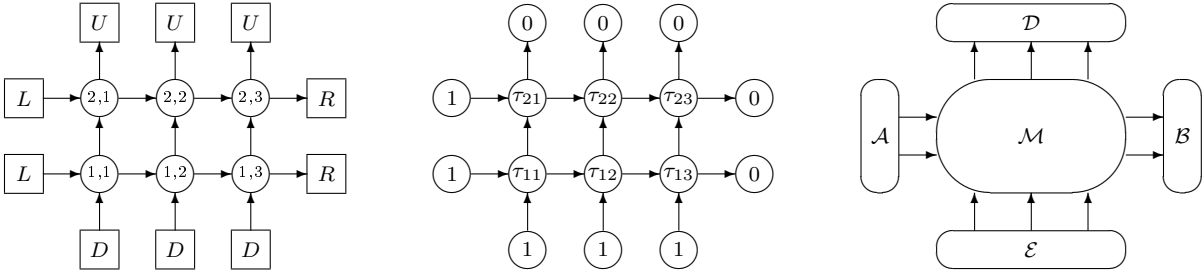 U U U 0 0 0 𝒟
L 2,1 2,2 2,3 R 1 τ₂₁ τ₂₂ τ₂₃ 0
𝒜 ℳ ℬ
L 1,1 1,2 1,3 R 1 τ₁₁ τ₁₂ τ₁₃ 0
D D D 1 1 1 ℰ